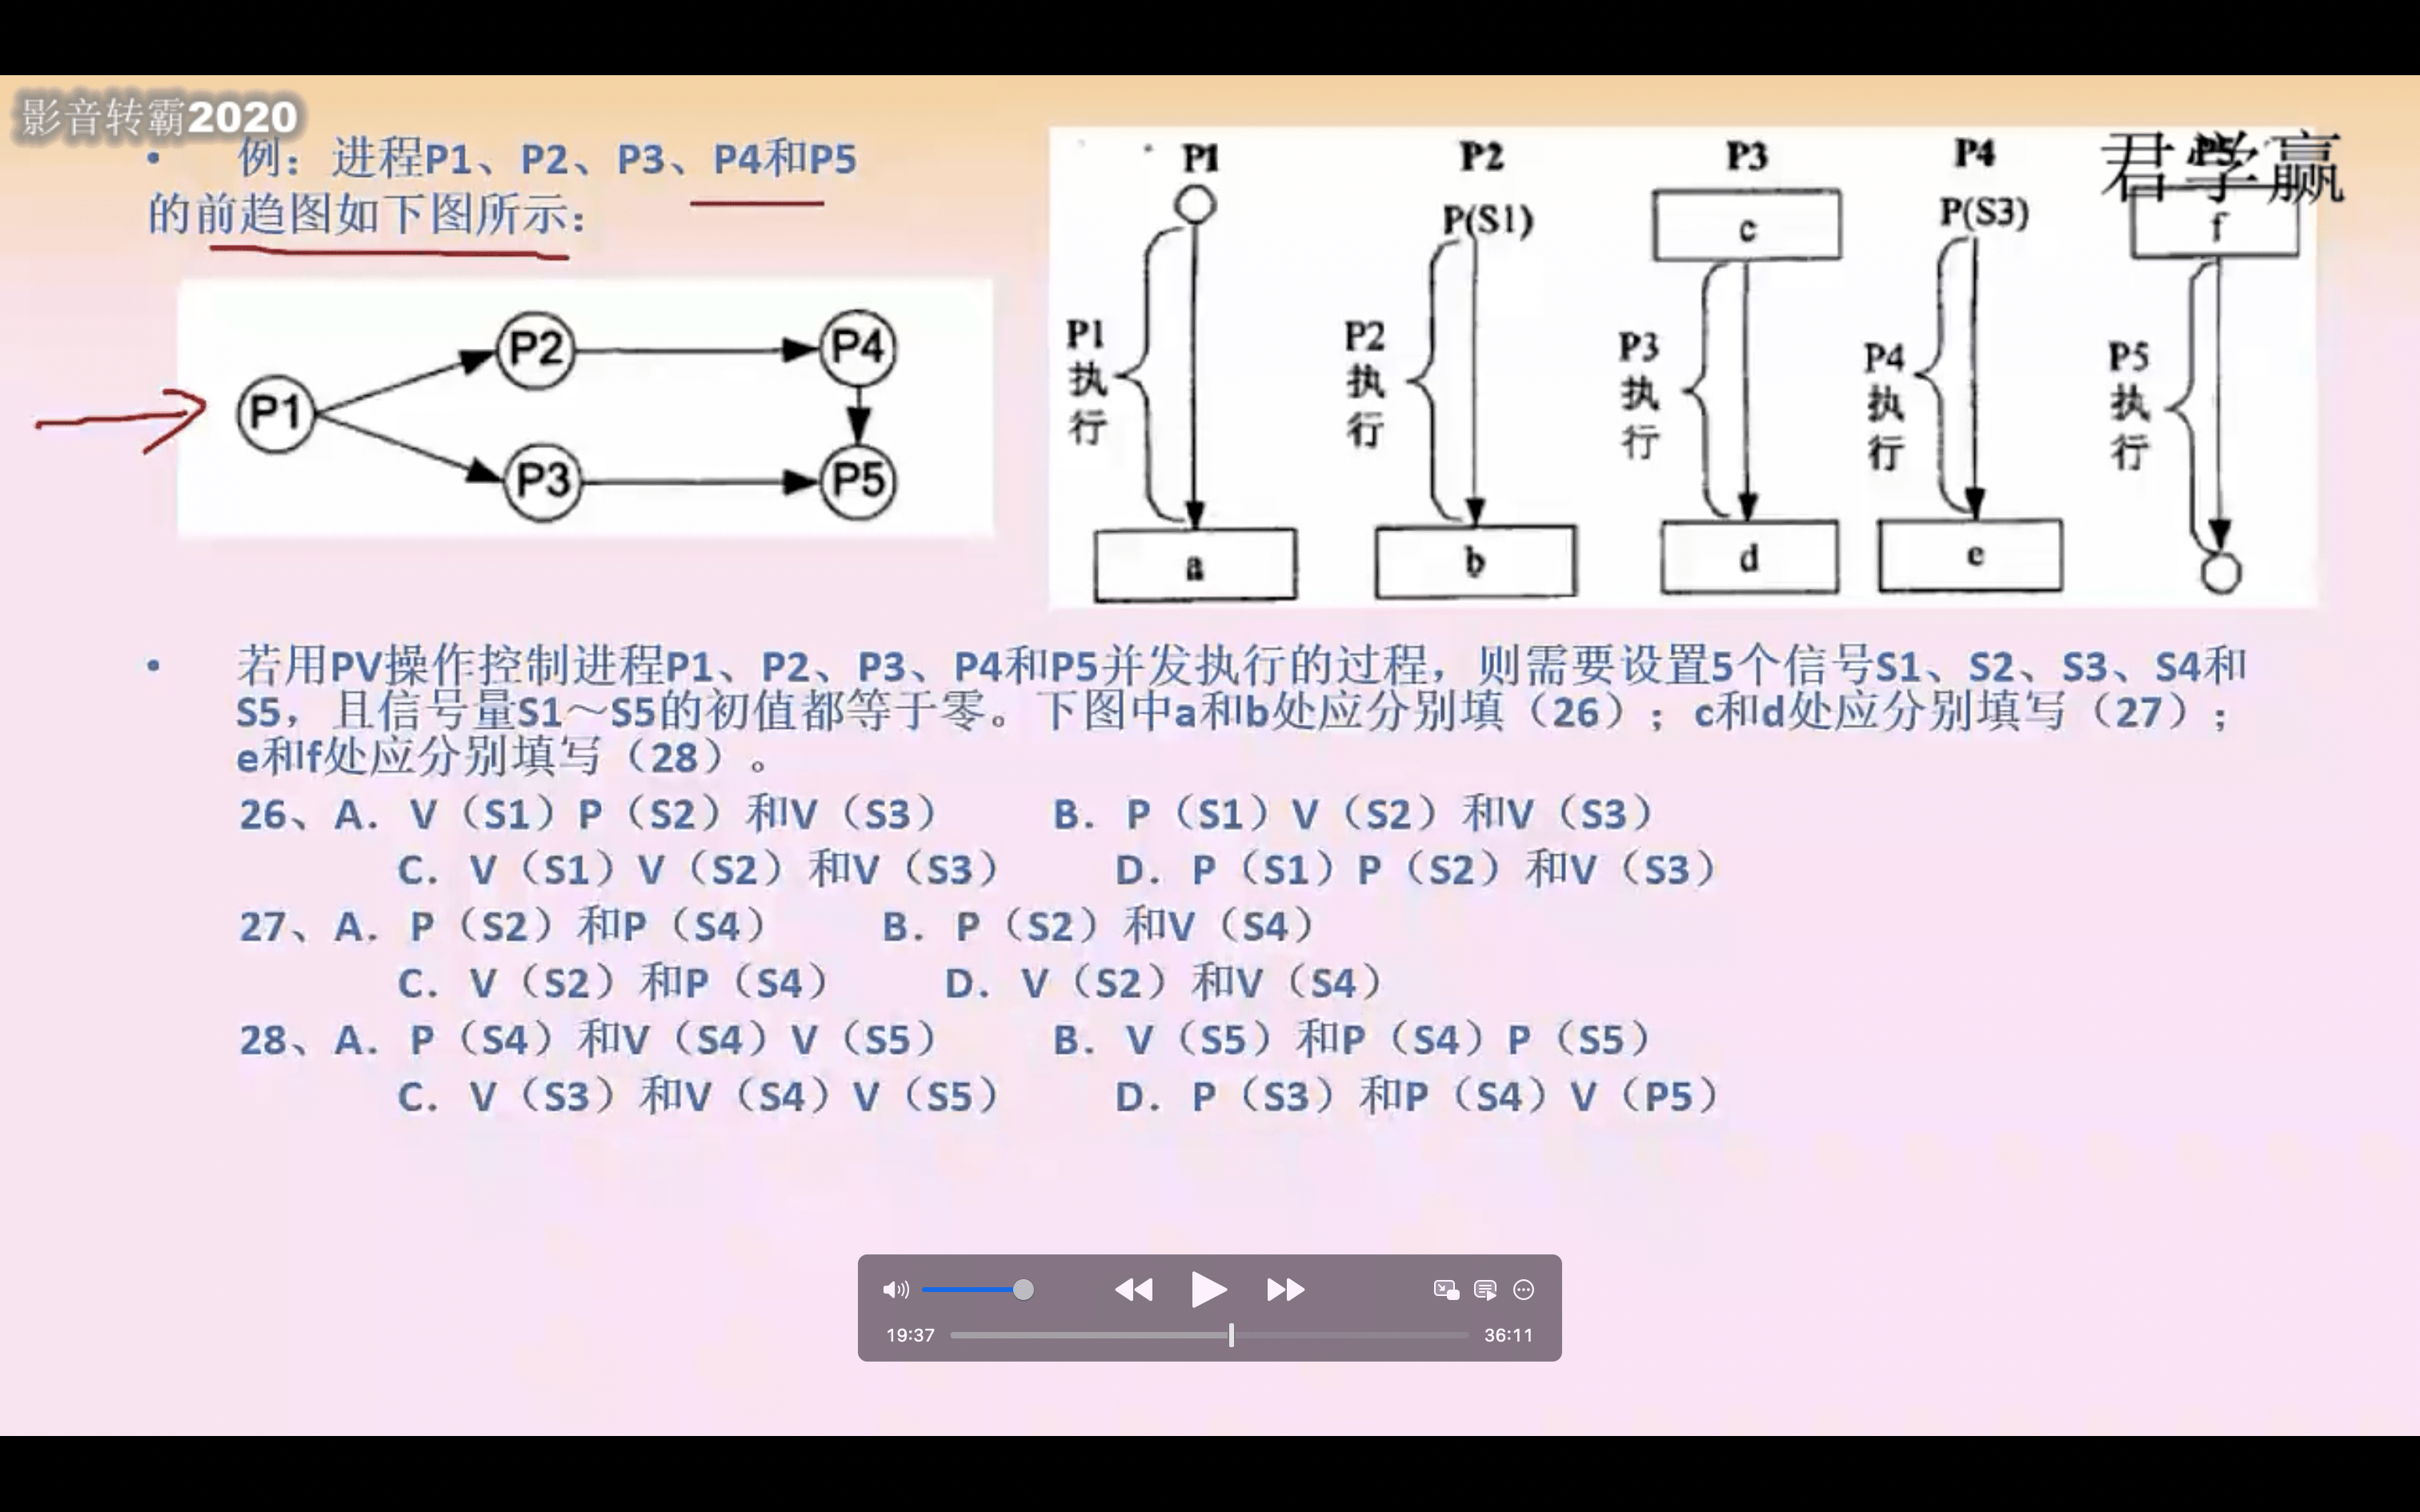 影音转霸2020
君学赢
• 例：进程P1、P2、P3、P4和P5
的前趋图如下图所示：
P1
P2
P4
P3
P5
P1 P2 P3 P4
P(S1) c P(S3) f
P1执行
P2执行
P3执行
P4执行
P5执行
a b d e
• 若用PV操作控制进程P1、P2、P3、P4和P5并发执行的过程，则需要设置5个信号S1、S2、S3、S4和
S5，且信号量S1～S5的初值都等于零。下图中a和b处应分别填（26）；c和d处应分别填写（27）；
e和f处应分别填写（28）。
26、A．V（S1）P（S2）和V（S3） B．P（S1）V（S2）和V（S3）
C．V（S1）V（S2）和V（S3） D．P（S1）P（S2）和V（S3）
27、A．P（S2）和P（S4） B．P（S2）和V（S4）
C．V（S2）和P（S4） D．V（S2）和V（S4）
28、A．P（S4）和V（S4）V（S5） B．V（S5）和P（S4）P（S5）
C．V（S3）和V（S4）V（S5） D．P（S3）和P（S4）V（P5）
19:37 36:11